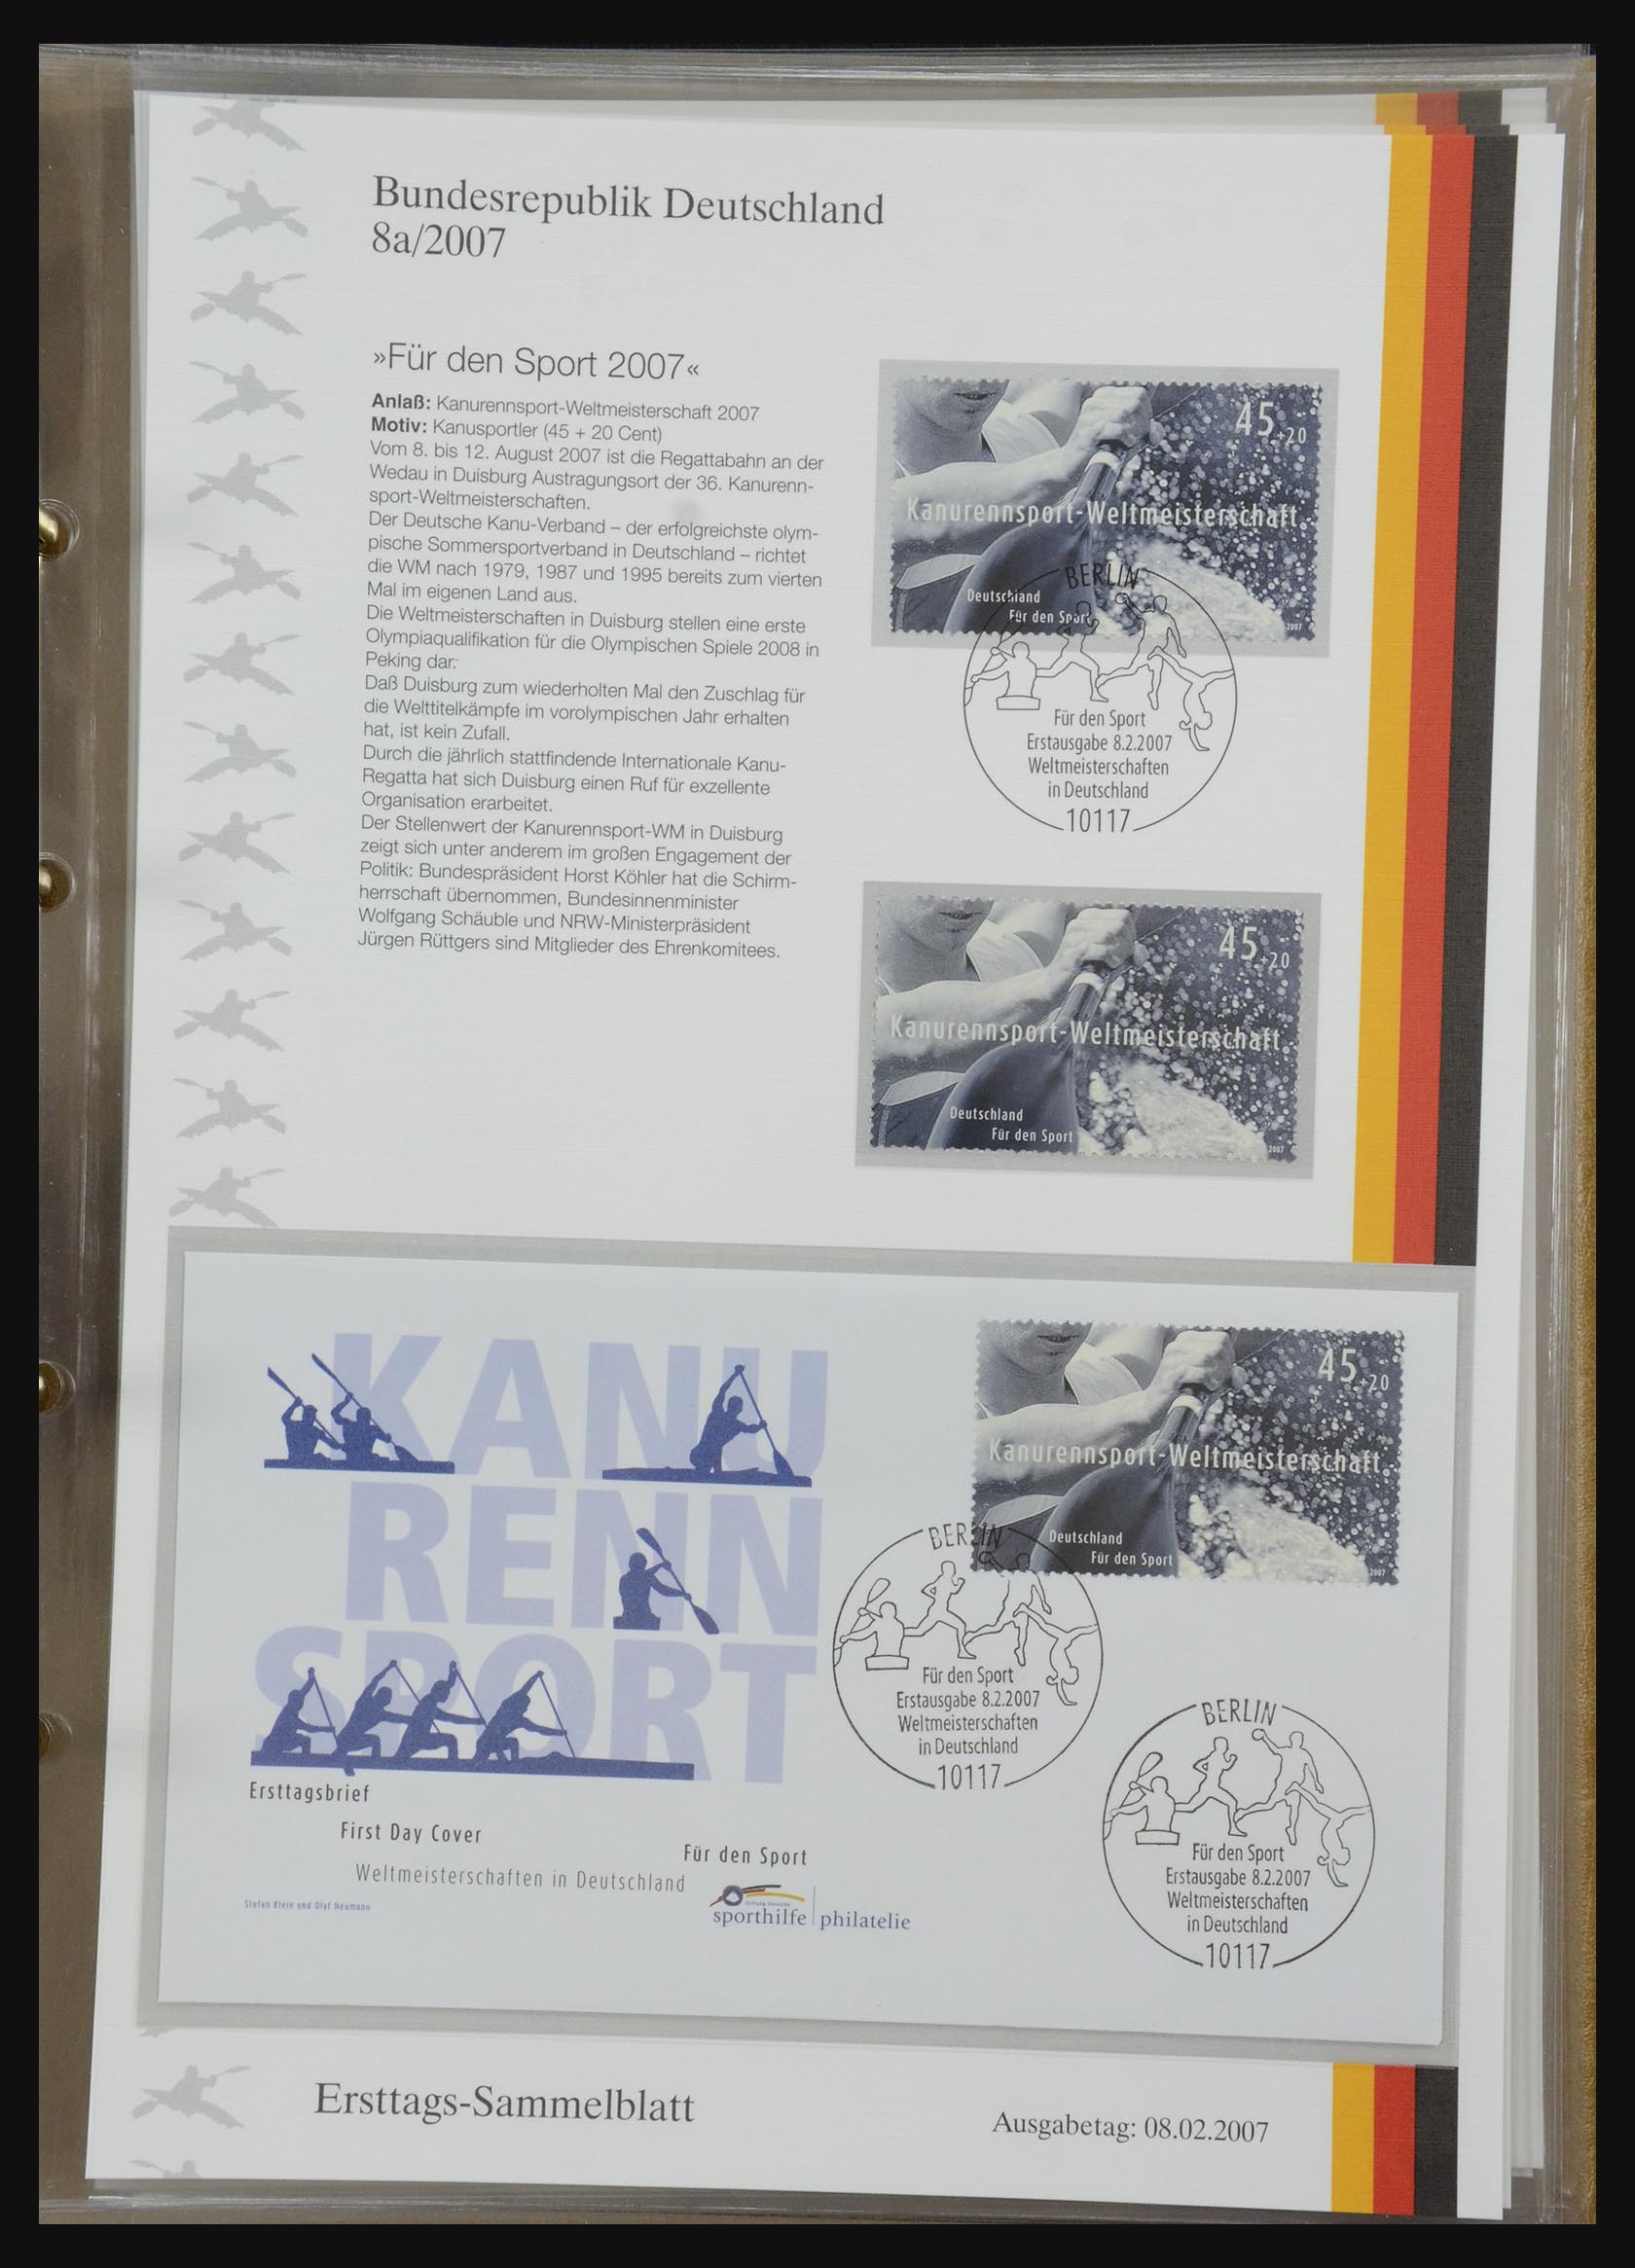 Bundesrepublik Deutschland
8a/2007
»Für den Sport 2007«
Anlaß: Kanurennsport-Weltmeisterschaft 2007
Motiv: Kanusportler (45 + 20 Cent)
Vom 8. bis 12. August 2007 ist die Regattabahn an der
Wedau in Duisburg Austragungsort der 36. Kanurenn-
sport-Weltmeisterschaften.
Der Deutsche Kanu-Verband – der erfolgreichste olym-
pische Sommersportverband in Deutschland – richtet
die WM nach 1979, 1987 und 1995 bereits zum vierten
Mal im eigenen Land aus.
Die Weltmeisterschaften in Duisburg stellen eine erste
Olympiaqualifikation für die Olympischen Spiele 2008 in
Peking dar.
Daß Duisburg zum wiederholten Mal den Zuschlag für
die Welttitelkämpfe im vorolympischen Jahr erhalten
hat, ist kein Zufall.
Durch die jährlich stattfindende Internationale Kanu-
Regatta hat sich Duisburg einen Ruf für exzellente
Organisation erarbeitet.
Der Stellenwert der Kanurennsport-WM in Duisburg
zeigt sich unter anderem im großen Engagement der
Politik: Bundespräsident Horst Köhler hat die Schirm-
herrschaft übernommen, Bundesinnenminister
Wolfgang Schäuble und NRW-Ministerpräsident
Jürgen Rüttgers sind Mitglieder des Ehrenkomitees.
45+20
Kanurennsport-Weltmeisterschaft
Deutschland
Für den Sport
2007
BERLIN
Für den Sport
Erstausgabe 8.2.2007
Weltmeisterschaften
in Deutschland
10117
45+20
Kanurennsport-Weltmeisterschaft
Deutschland
Für den Sport
2007
KANU
RENN
SPORT
Ersttagsbrief
First Day Cover
Für den Sport
Weltmeisterschaften in Deutschland
Stefan Klein und Olaf Neumann
Stiftung Deutsche
sporthilfe philatelie
45+20
Kanurennsport-Weltmeisterschaft
Deutschland
Für den Sport
2007
BERLIN
Für den Sport
Erstausgabe 8.2.2007
Weltmeisterschaften
in Deutschland
10117
BERLIN
Für den Sport
Erstausgabe 8.2.2007
Weltmeisterschaften
in Deutschland
10117
Ersttags-Sammelblatt
Ausgabetag: 08.02.2007